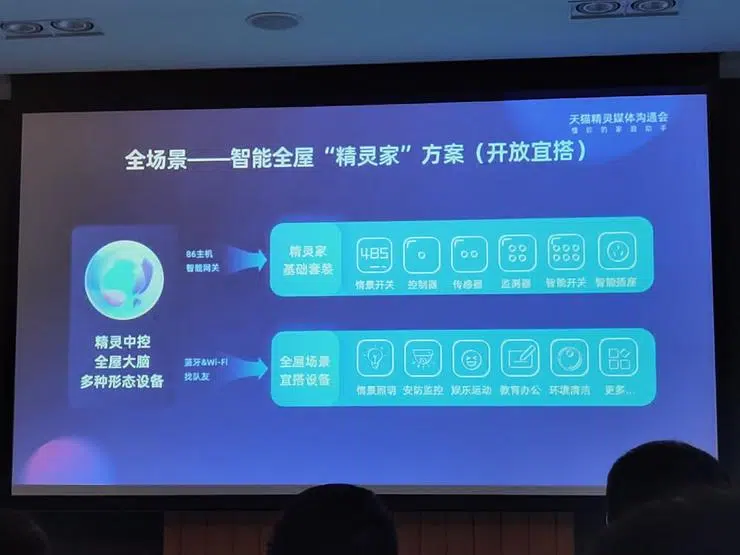 天猫精灵媒体沟通会
懂你的家庭助手
全场景——智能全屋“精灵家”方案（开放宜搭）
86主机
智能网关
精灵家
基础套装
485
情景开关
控制器
传感器
监测器
智能开关
智能插座
精灵中控
全屋大脑
多种形态设备
蓝牙&Wi-Fi
找队友
全屋场景
宜搭设备
情景照明
安防监控
娱乐运动
教育办公
环境清洁
更多...